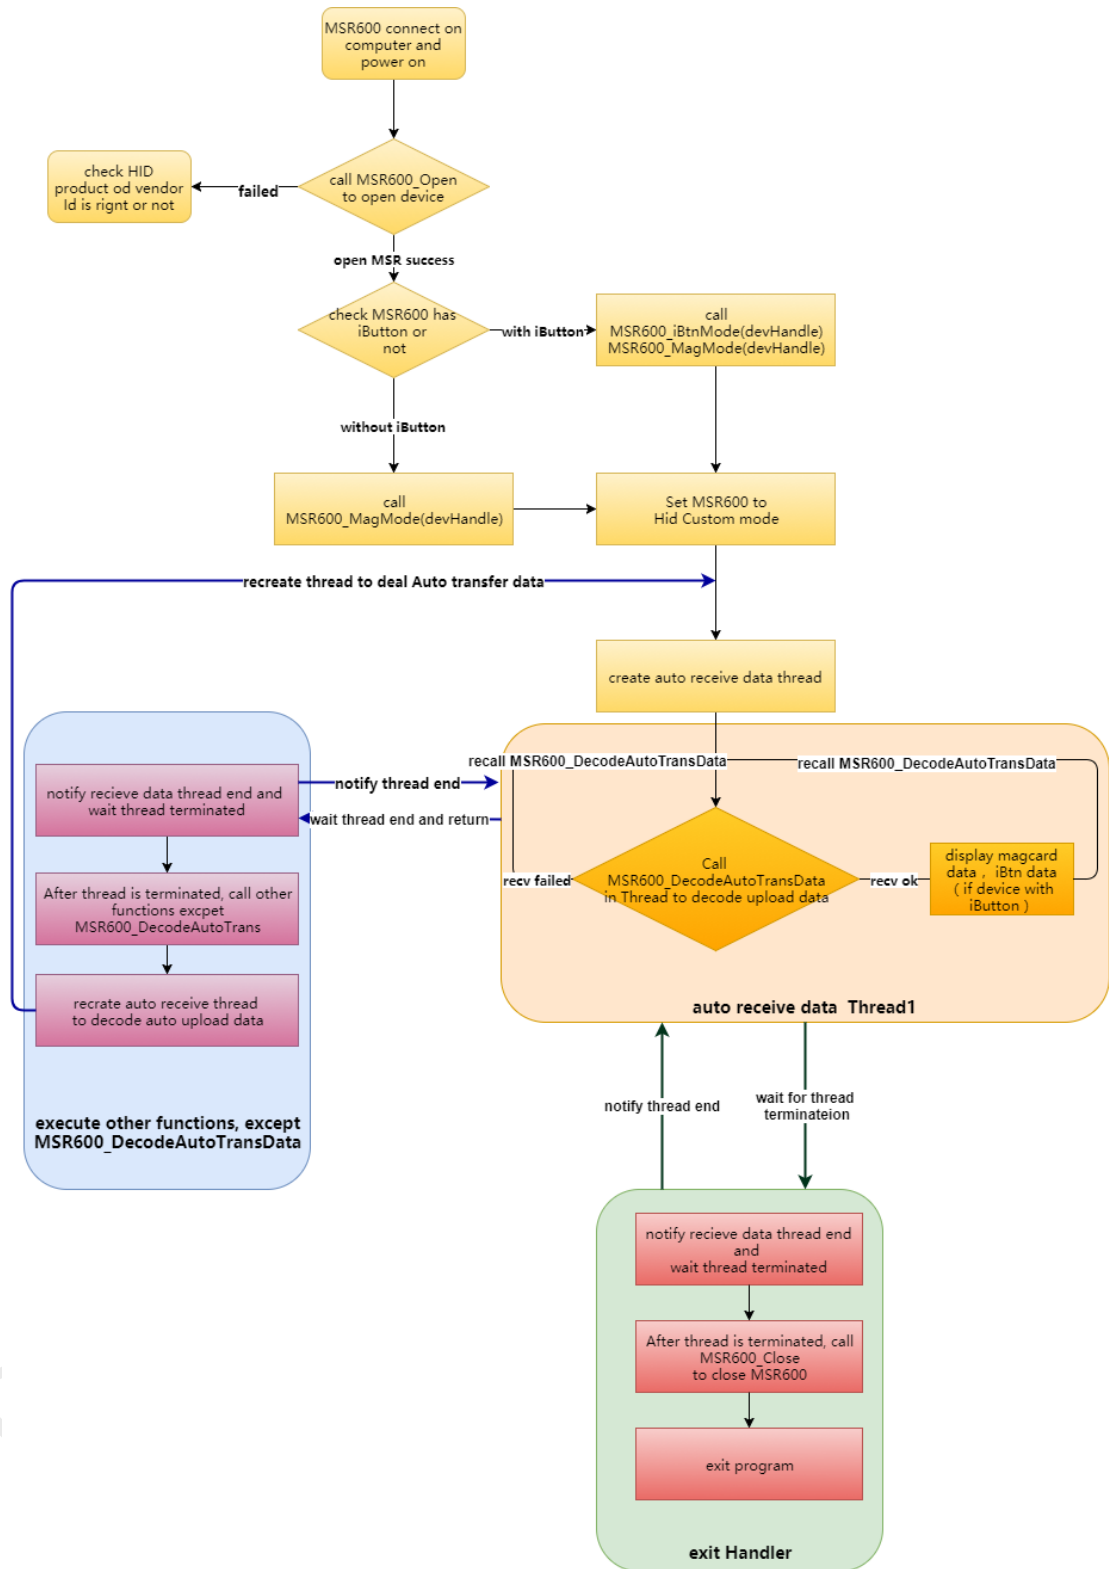 MSR600 connect on
computer and
power on
call MSR600_Open
to open device
failed
check HID
product od vendor
Id is rignt or not
open MSR success
check MSR600 has
iButton or
not
with iButton
call
MSR600_iBtnMode(devHandle)
MSR600_MagMode(devHandle)
without iButton
call
MSR600_MagMode(devHandle)
Set MSR600 to
Hid Custom mode
recreate thread to deal Auto transfer data
create auto receive data thread
recall MSR600_DecodeAutoTransData
recall MSR600_DecodeAutoTransData
notify recieve data thread end and
wait thread terminated
notify thread end
wait thread end and return
Call
MSR600_DecodeAutoTransData
in Thread to decode upload data
recv failed
recv ok
display magcard
data , iBtn data
( if device with
iButton )
After thread is terminated, call other
functions excpet
MSR600_DecodeAutoTrans
recrate auto receive thread
to decode auto upload data
auto receive data Thread1
execute other functions, except
MSR600_DecodeAutoTransData
notify thread end
wait for thread
termination
notify recieve data thread end
and
wait thread terminated
After thread is terminated, call
MSR600_Close
to close MSR600
exit program
exit Handler